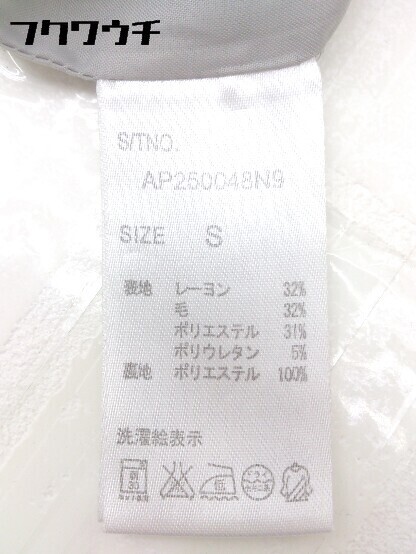 フクワウチ
S/TNO.
AP250048N9
SIZE S
表地 レーヨン 32%
毛 32%
ポリエステル 31%
ポリウレタン 5%
裏地 ポリエステル 100%
洗濯絵表示